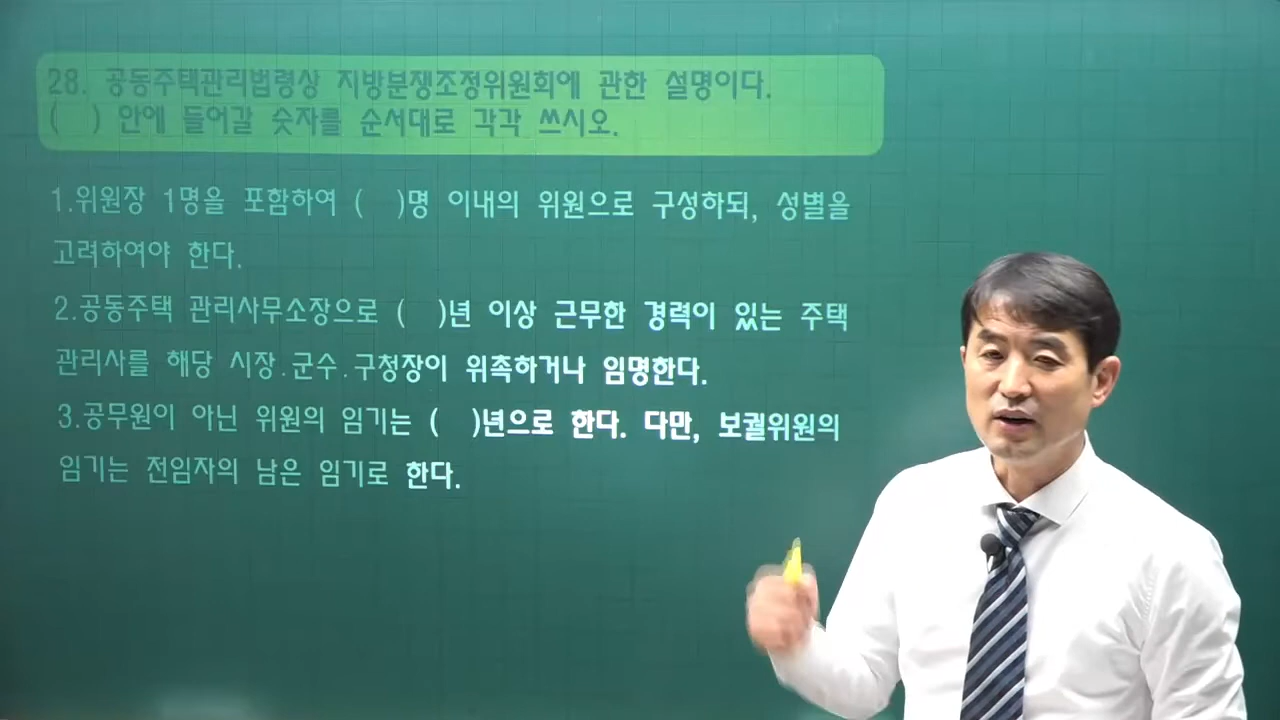 28. 공동주택관리법령상 지방분쟁조정위원회에 관한 설명이다.
(  ) 안에 들어갈 숫자를 순서대로 각각 쓰시오.
1.위원장 1명을 포함하여 (  )명 이내의 위원으로 구성하되, 성별을
고려하여야 한다.
2.공동주택 관리사무소장으로 (  )년 이상 근무한 경력이 있는 주택
관리사를 해당 시장.군수.구청장이 위촉하거나 임명한다.
3.공무원이 아닌 위원의 임기는 (  )년으로 한다. 다만, 보궐위원의
임기는 전임자의 남은 임기로 한다.